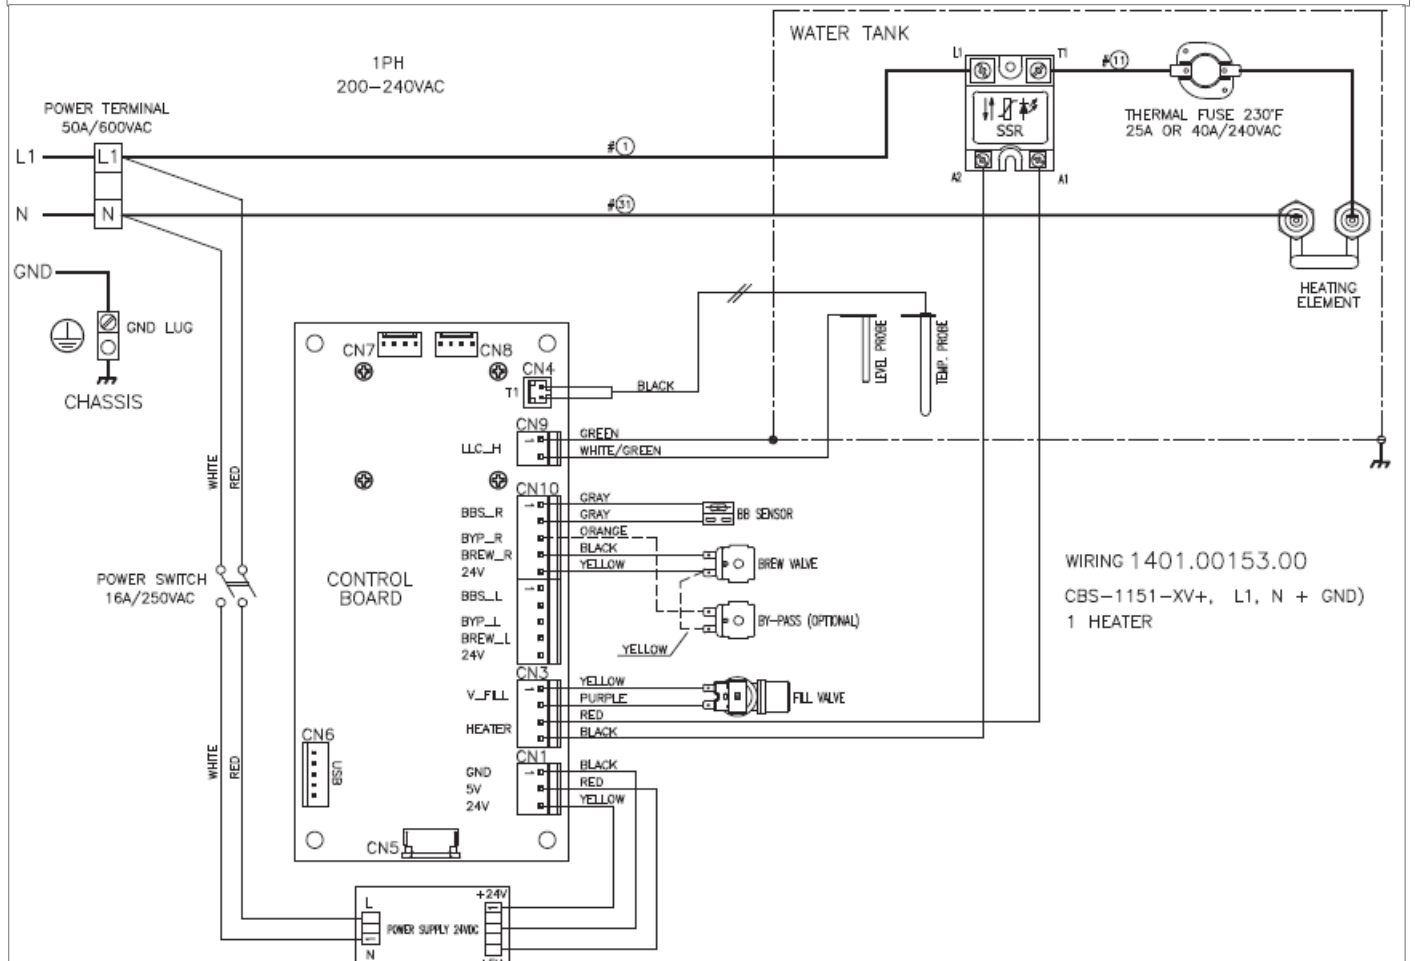 WATER TANK
1PH
200-240VAC
POWER TERMINAL
50A/600VAC
L1
L1
#1
N
N
#31
GND
GND LUG
CHASSIS
L1
T1
SSR
A2
A1
#11
THERMAL FUSE 230°F
25A OR 40A/240VAC
HEATING
ELEMENT
LEVEL PROBE
TEMP. PROBE
CN7
CN8
CN4
T1
BLACK
CN9
LLC_H
GREEN
WHITE/GREEN
WHITE
RED
CN10
BBS_R
BYP_R
BREW_R
24V
BBS_L
BYP_L
BREW_L
24V
GRAY
GRAY
ORANGE
BLACK
YELLOW
BB SENSOR
BREW VALVE
BY-PASS (OPTIONAL)
YELLOW
CONTROL
BOARD
POWER SWITCH
16A/250VAC
WIRING 1401.00153.00
CBS-1151-XV+, L1, N + GND)
1 HEATER
CN3
V_FILL
HEATER
YELLOW
PURPLE
RED
BLACK
FILL VALVE
WHITE
RED
CN6
USB
CN1
GND
5V
24V
BLACK
RED
YELLOW
CN5
L
N
POWER SUPPLY 24VDC
+24V